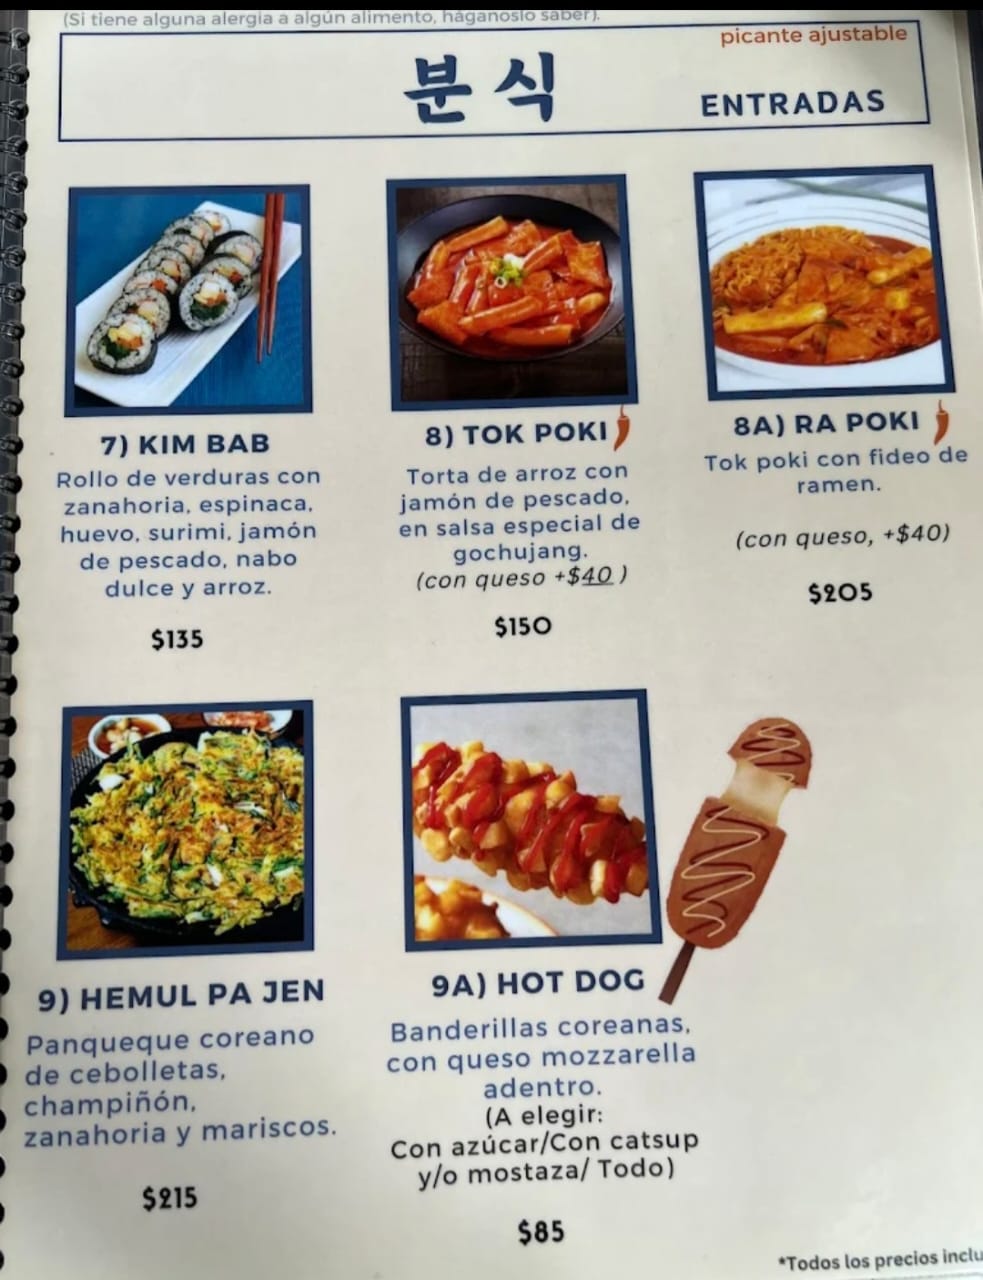 (Si tiene alguna alergia a algún alimento, háganoslo saber).
picante ajustable
분식
ENTRADAS
7) KIM BAB
Rollo de verduras con
zanahoria, espinaca,
huevo, surimi, jamón
de pescado, nabo
dulce y arroz.
$135
8) TOK POKI
Torta de arroz con
jamón de pescado,
en salsa especial de
gochujang.
(con queso +$40 )
$150
8A) RA POKI
Tok poki con fideo de
ramen.
(con queso, +$40)
$205
9) HEMUL PA JEN
Panqueque coreano
de cebolletas,
champiñón,
zanahoria y mariscos.
$215
9A) HOT DOG
Banderillas coreanas,
con queso mozzarella
adentro.
(A elegir:
Con azúcar/Con catsup
y/o mostaza/ Todo)
$85
*Todos los precios inclu